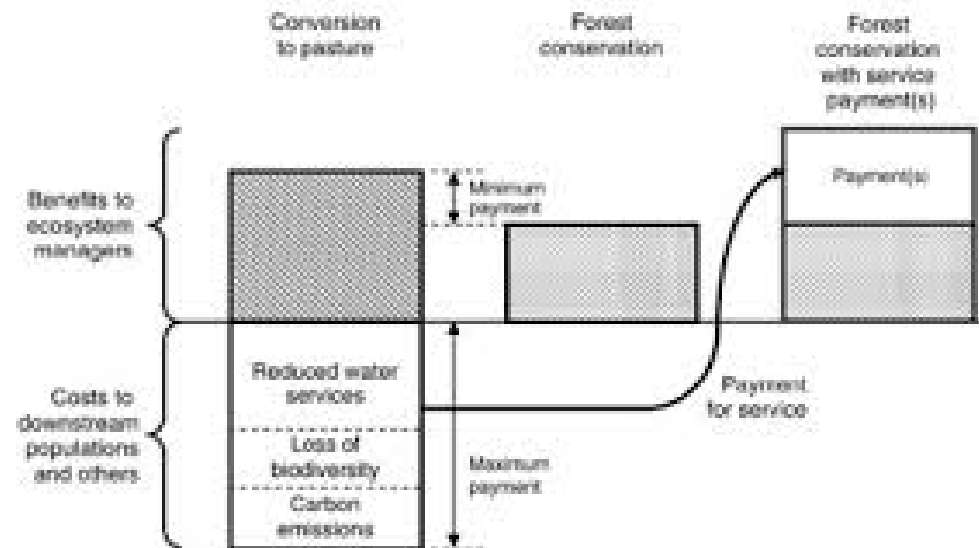 Conversion
to pasture
Forest
conservation
Forest
conservation
with service
payment(s)
Benefits to
ecosystem
managers
Minimum
payment
Payment(s)
Costs to
downstream
populations
and others
Reduced water
services
Loss of
biodiversity
Carbon
emissions
Maximum
payment
Payment
for service